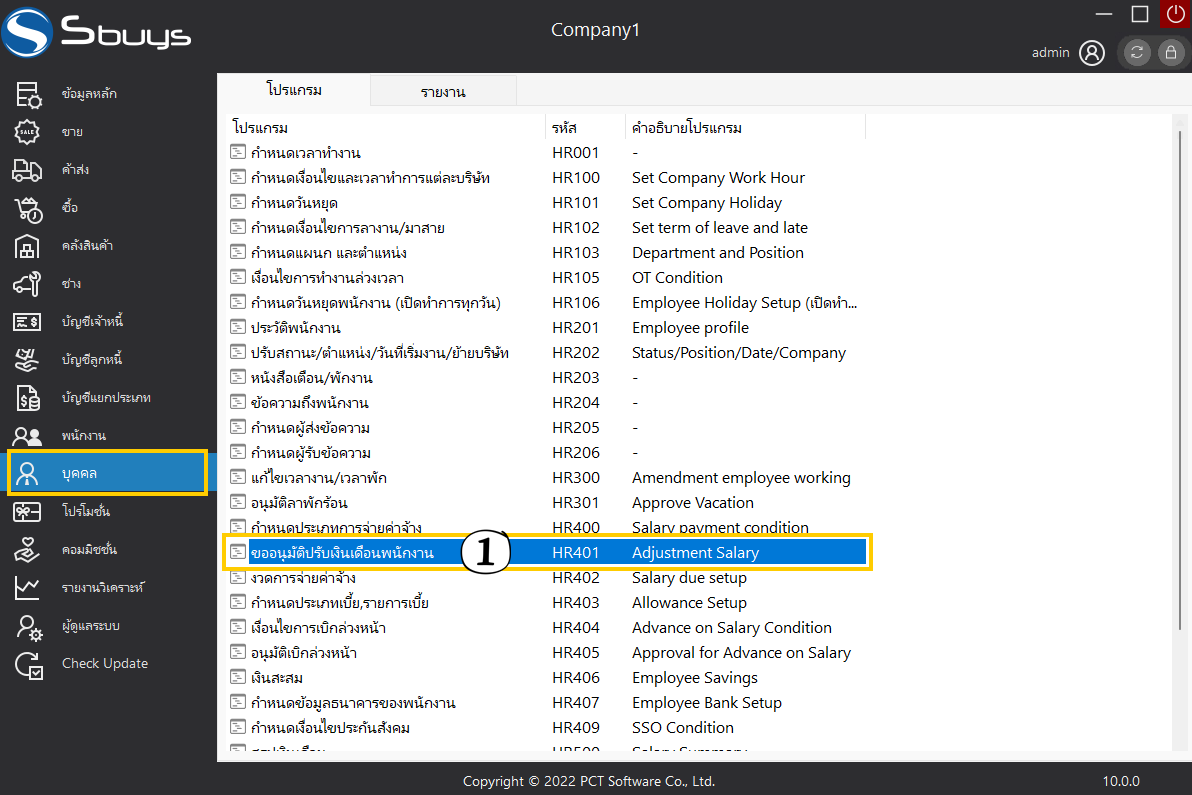 Sbuys
Company1
admin
ข้อมูลหลัก
ขาย
ค้าส่ง
ซื้อ
คลังสินค้า
ช่าง
บัญชีเจ้าหนี้
บัญชีลูกหนี้
บัญชีแยกประเภท
พนักงาน
บุคคล
โปรโมชั่น
คอมมิชชั่น
รายงานวิเคราะห์
ผู้ดูแลระบบ
Check Update
โปรแกรม รายงาน
โปรแกรม รหัส คำอธิบายโปรแกรม
กำหนดเวลาทำงาน HR001 -
กำหนดเงื่อนไขและเวลาทำการแต่ละบริษัท HR100 Set Company Work Hour
กำหนดวันหยุด HR101 Set Company Holiday
กำหนดเงื่อนไขการลางาน/มาสาย HR102 Set term of leave and late
กำหนดแผนก และตำแหน่ง HR103 Department and Position
เงื่อนไขการทำงานล่วงเวลา HR105 OT Condition
กำหนดวันหยุดพนักงาน (เปิดทำการทุกวัน) HR106 Employee Holiday Setup (เปิดทำ...
ประวัติพนักงาน HR201 Employee profile
ปรับสถานะ/ตำแหน่ง/วันที่เริ่มงาน/ย้ายบริษัท HR202 Status/Position/Date/Company
หนังสือเตือน/พักงาน HR203 -
ข้อความถึงพนักงาน HR204 -
กำหนดผู้ส่งข้อความ HR205 -
กำหนดผู้รับข้อความ HR206 -
แก้ไขเวลางาน/เวลาพัก HR300 Amendment employee working
อนุมัติลาพักร้อน HR301 Approve Vacation
กำหนดประเภทการจ่ายค่าจ้าง HR400 Salary payment condition
ขออนุมัติปรับเงินเดือนพนักงาน 1 HR401 Adjustment Salary
งวดการจ่ายค่าจ้าง HR402 Salary due setup
กำหนดประเภทเบี้ย,รายการเบี้ย HR403 Allowance Setup
เงื่อนไขการเบิกล่วงหน้า HR404 Advance on Salary Condition
อนุมัติเบิกล่วงหน้า HR405 Approval for Advance on Salary
เงินสะสม HR406 Employee Savings
กำหนดข้อมูลธนาคารของพนักงาน HR407 Employee Bank Setup
กำหนดเงื่อนไขประกันสังคม HR409 SSO Condition
Copyright © 2022 PCT Software Co., Ltd.
10.0.0